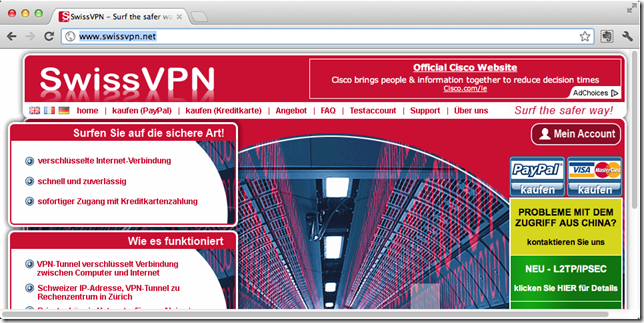 SwissVPN – Surf the safer wa
www.swissvpn.net
SwissVPN
Official Cisco Website
Cisco brings people & information together to reduce decision times
Cisco.com/ie
AdChoices
home | kaufen (PayPal) | kaufen (Kreditkarte) | Angebot | FAQ | Testaccount | Support | Über uns
Surf the safer way!
Surfen Sie auf die sichere Art!
verschlüsselte Internet-Verbindung
schnell und zuverlässig
sofortiger Zugang mit Kreditkartenzahlung
Wie es funktioniert
VPN-Tunnel verschlüsselt Verbindung
zwischen Computer und Internet
Schweizer IP-Adresse, VPN-Tunnel zu
Rechenzentrum in Zürich
Mein Account
PayPal
kaufen
VISA MasterCard
kaufen
PROBLEME MIT DEM
ZUGRIFF AUS CHINA?
kontaktieren Sie uns
NEU - L2TP/IPSEC
klicken Sie HIER für Details